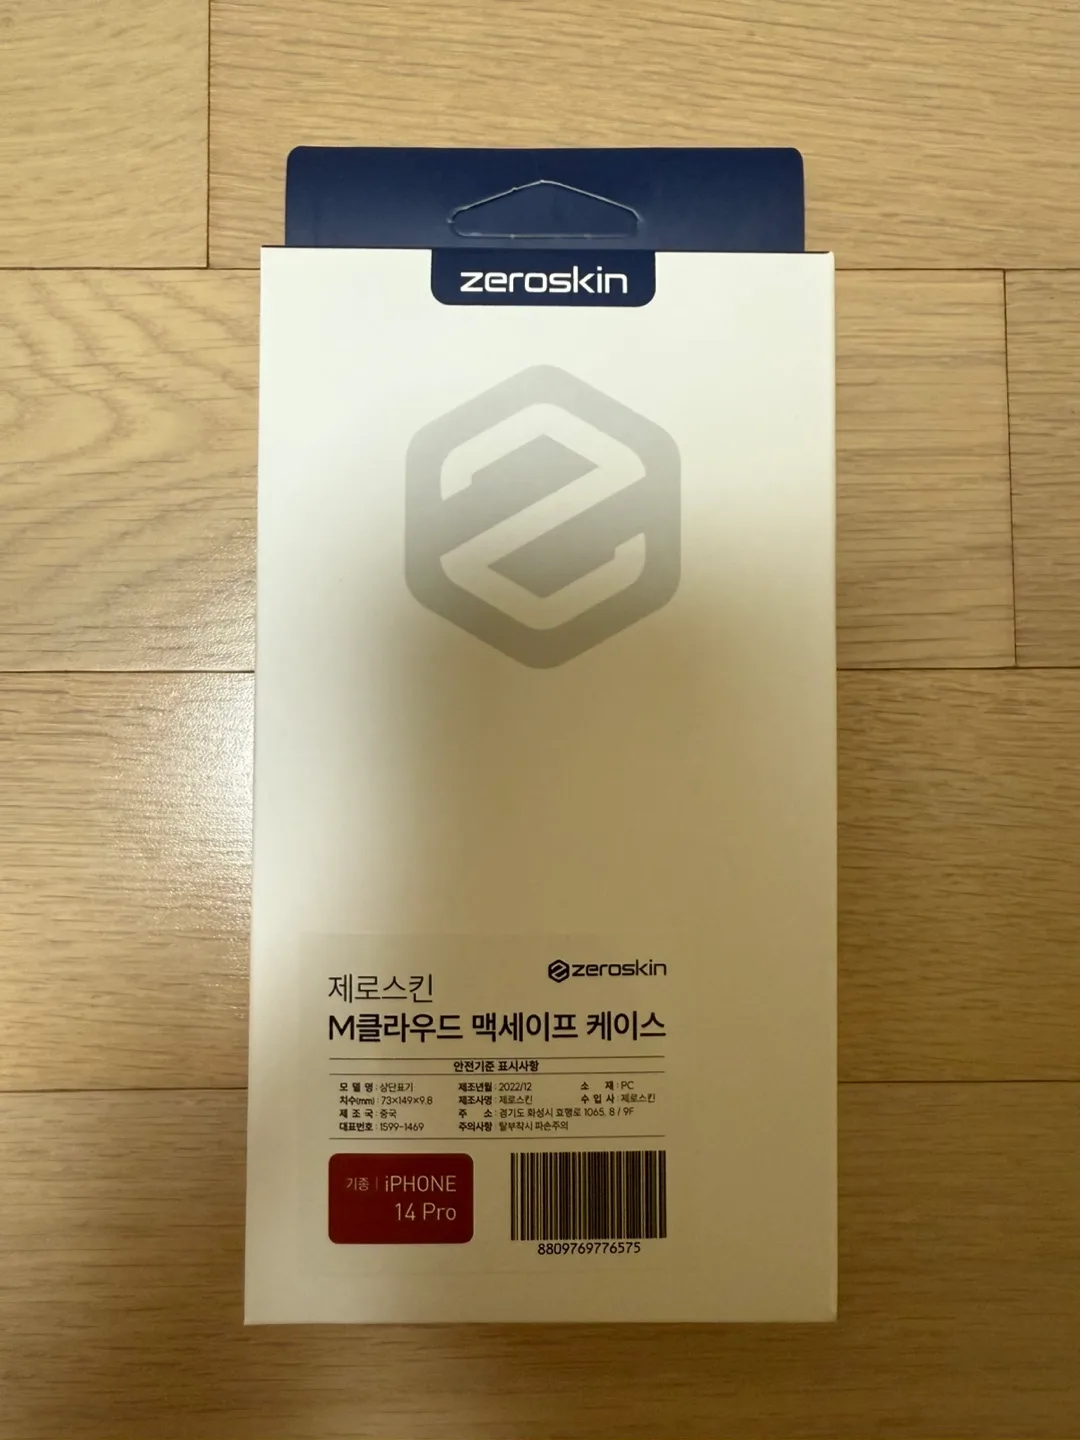 zeroskin
zeroskin
제로스킨
M클라우드 맥세이프 케이스
안전기준 표시사항
모 델 명 : 상단표기 제조년월 : 2022/12 소 재 : PC
치수(mm) : 73×149×9.8 제조사명 : 제로스킨 수 입 사 : 제로스킨
제 조 국 : 중국 주 소 : 경기도 화성시 효행로 1065, 8 / 9F
대표번호 : 1599-1469 주의사항 : 탈부착시 파손주의
기종 | iPHONE
14 Pro
8809769776575